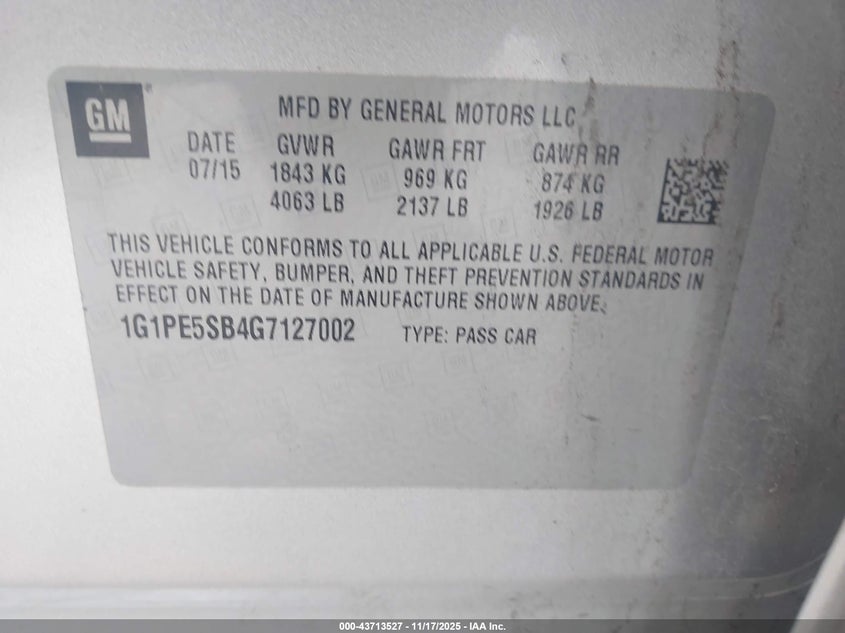 GM
MFD BY GENERAL MOTORS LLC
DATE GVWR GAWR FRT GAWR RR
07/15 1843 KG 969 KG 874 KG
4063 LB 2137 LB 1926 LB
THIS VEHICLE CONFORMS TO ALL APPLICABLE U.S. FEDERAL MOTOR
VEHICLE SAFETY, BUMPER, AND THEFT PREVENTION STANDARDS IN
EFFECT ON THE DATE OF MANUFACTURE SHOWN ABOVE.
1G1PE5SB4G7127002 TYPE: PASS CAR
000-43713527 - 11/17/2025 - IAA Inc.